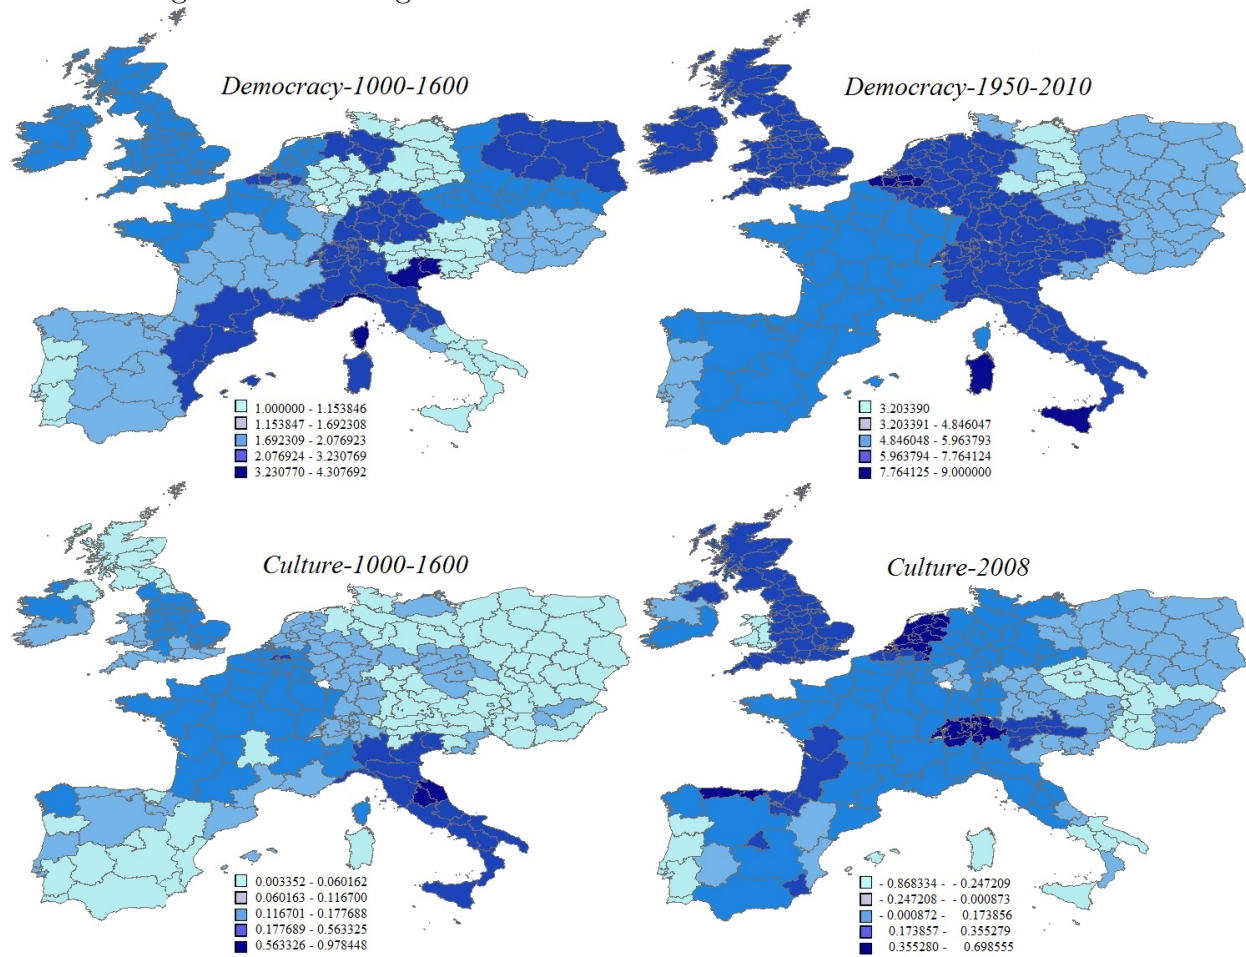 Democracy-1000-1600
Democracy-1950-2010
1.000000 - 1.153846
1.153847 - 1.692308
1.692309 - 2.076923
2.076924 - 3.230769
3.230770 - 4.307692
3.203390
3.203391 - 4.846047
4.846048 - 5.963793
5.963794 - 7.764124
7.764125 - 9.000000
Culture-1000-1600
Culture-2008
0.003352 - 0.060162
0.060163 - 0.116700
0.116701 - 0.177688
0.177689 - 0.563325
0.563326 - 0.978448
- 0.868334 - - 0.247209
- 0.247208 - - 0.000873
- 0.000872 - 0.173856
0.173857 - 0.355279
0.355280 - 0.698555